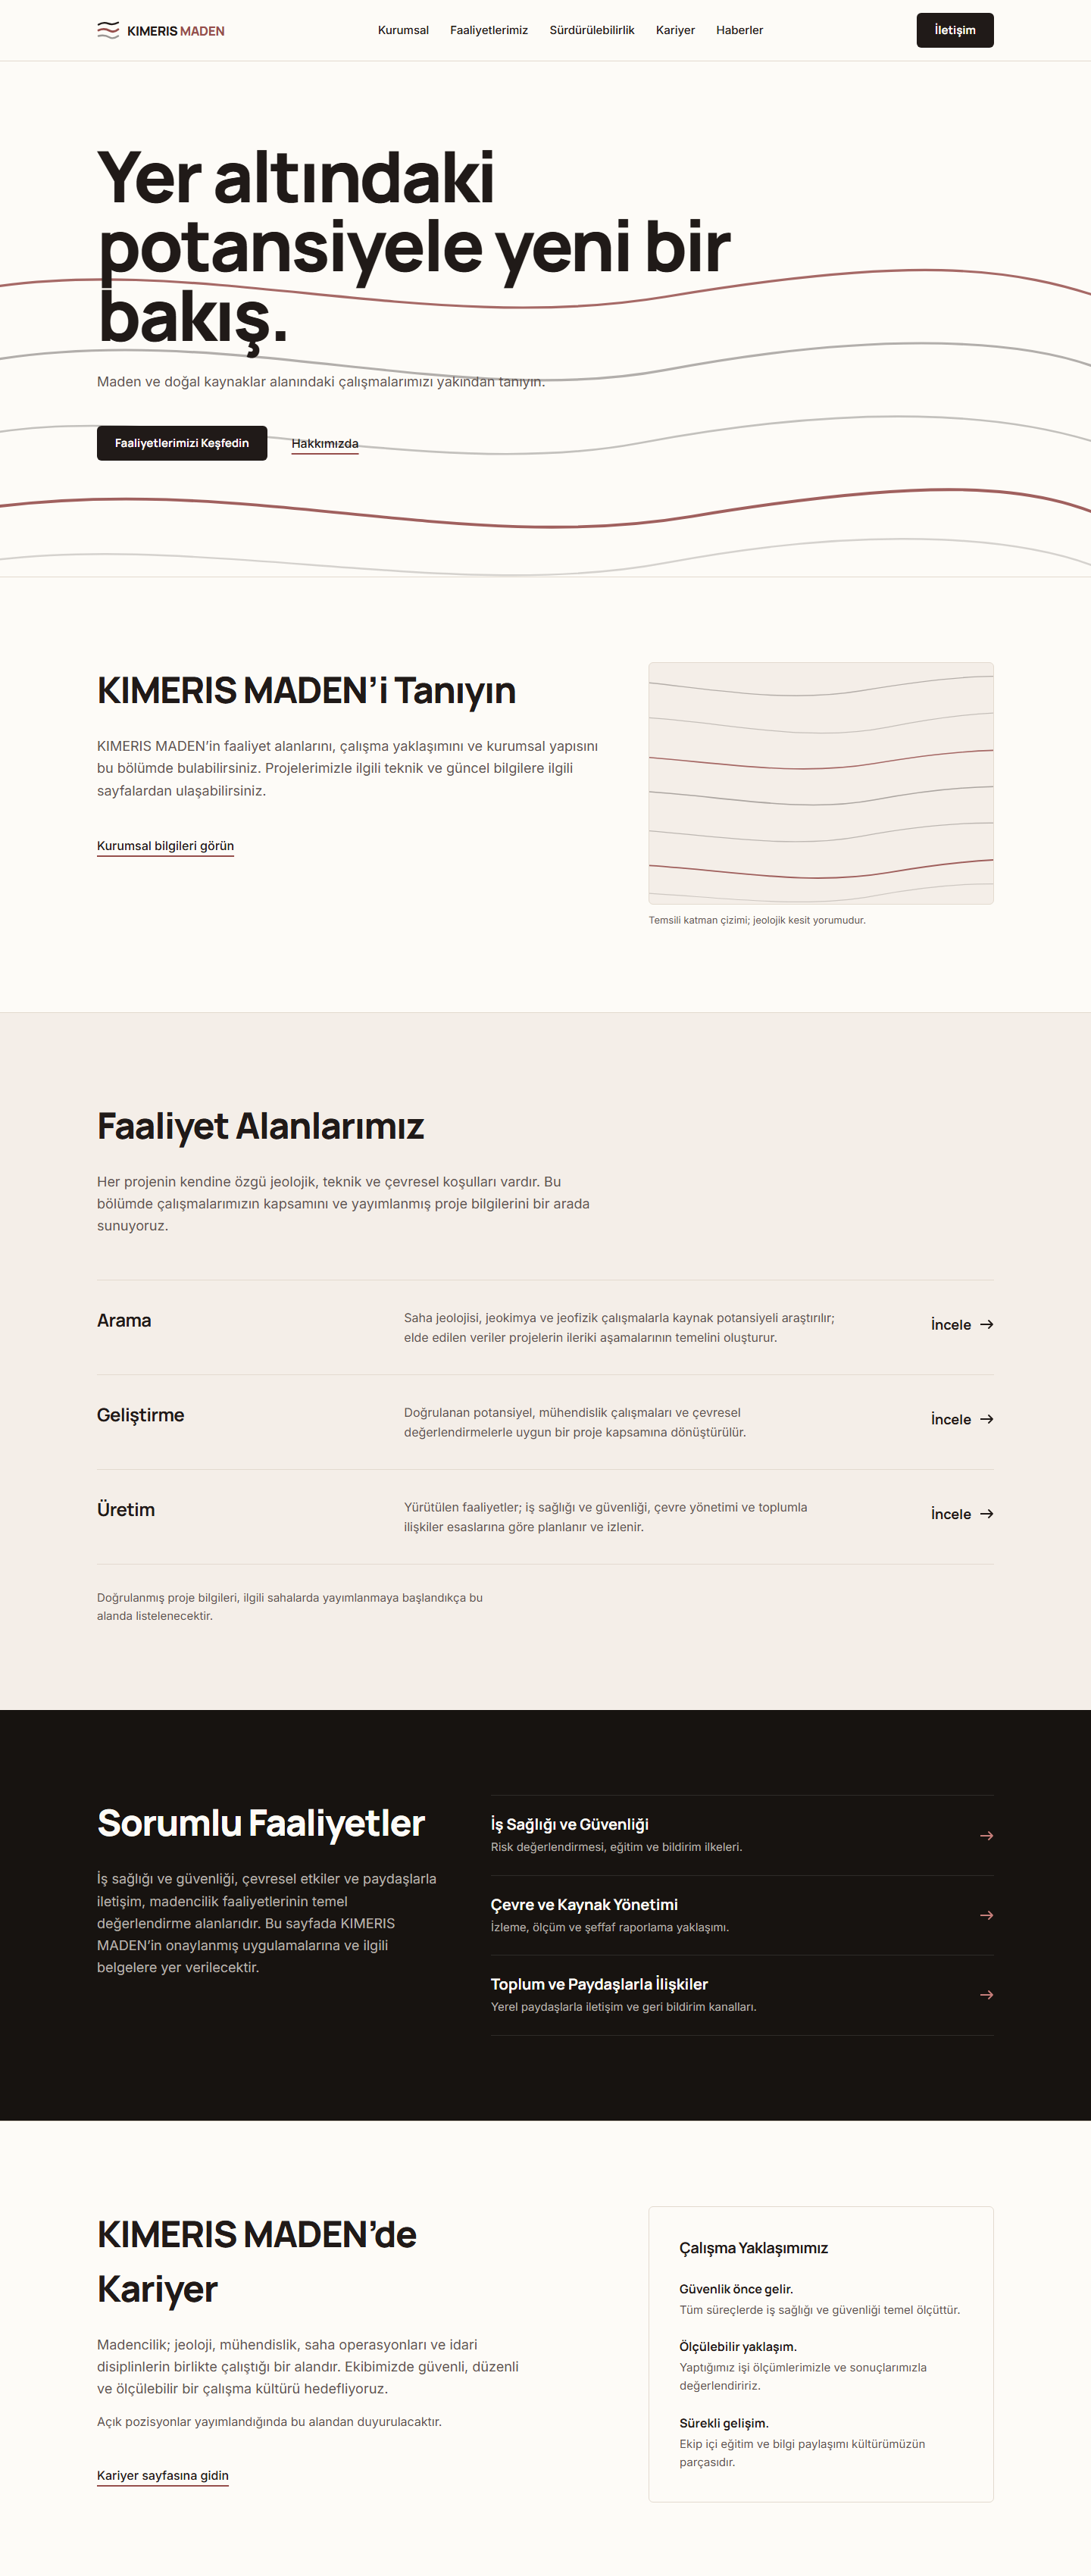 KIMERIS MADEN
Kurumsal
Faaliyetlerimiz
Sürdürülebilirlik
Kariyer
Haberler
İletişim
Yer altındaki
potansiyele yeni bir
bakış.
Maden ve doğal kaynaklar alanındaki çalışmalarımızı yakından tanıyın.
Faaliyetlerimizi Keşfedin
Hakkımızda
KIMERIS MADEN’i Tanıyın
KIMERIS MADEN’in faaliyet alanlarını, çalışma yaklaşımını ve kurumsal yapısını
bu bölümde bulabilirsiniz. Projelerimizle ilgili teknik ve güncel bilgilere ilgili
sayfalardan ulaşabilirsiniz.
Kurumsal bilgileri görün
Temsili katman çizimi; jeolojik kesit yorumudur.
Faaliyet Alanlarımız
Her projenin kendine özgü jeolojik, teknik ve çevresel koşulları vardır. Bu
bölümde çalışmalarımızın kapsamını ve yayımlanmış proje bilgilerini bir arada
sunuyoruz.
Arama
Saha jeolojisi, jeokimya ve jeofizik çalışmalarla kaynak potansiyeli araştırılır;
elde edilen veriler projelerin ileriki aşamalarının temelini oluşturur.
İncele →
Geliştirme
Doğrulanan potansiyel, mühendislik çalışmaları ve çevresel
değerlendirmelerle uygun bir proje kapsamına dönüştürülür.
İncele →
Üretim
Yürütülen faaliyetler; iş sağlığı ve güvenliği, çevre yönetimi ve toplumla
ilişkiler esaslarına göre planlanır ve izlenir.
İncele →
Doğrulanmış proje bilgileri, ilgili sahalarda yayımlanmaya başlandıkça bu
alanda listelenecektir.
Sorumlu Faaliyetler
İş sağlığı ve güvenliği, çevresel etkiler ve paydaşlarla
iletişim, madencilik faaliyetlerinin temel
değerlendirme alanlarıdır. Bu sayfada KIMERIS
MADEN’in onaylanmış uygulamalarına ve ilgili
belgelere yer verilecektir.
İş Sağlığı ve Güvenliği
Risk değerlendirmesi, eğitim ve bildirim ilkeleri.
→
Çevre ve Kaynak Yönetimi
İzleme, ölçüm ve şeffaf raporlama yaklaşımı.
→
Toplum ve Paydaşlarla İlişkiler
Yerel paydaşlarla iletişim ve geri bildirim kanalları.
→
KIMERIS MADEN’de
Kariyer
Madencilik; jeoloji, mühendislik, saha operasyonları ve idari
disiplinlerin birlikte çalıştığı bir alandır. Ekibimizde güvenli, düzenli
ve ölçülebilir bir çalışma kültürü hedefliyoruz.
Açık pozisyonlar yayımlandığında bu alandan duyurulacaktır.
Kariyer sayfasına gidin
Çalışma Yaklaşımımız
Güvenlik önce gelir.
Tüm süreçlerde iş sağlığı ve güvenliği temel ölçüttür.
Ölçülebilir yaklaşım.
Yaptığımız işi ölçümlerimizle ve sonuçlarımızla
değerlendiririz.
Sürekli gelişim.
Ekip içi eğitim ve bilgi paylaşımı kültürümüzün
parçasıdır.